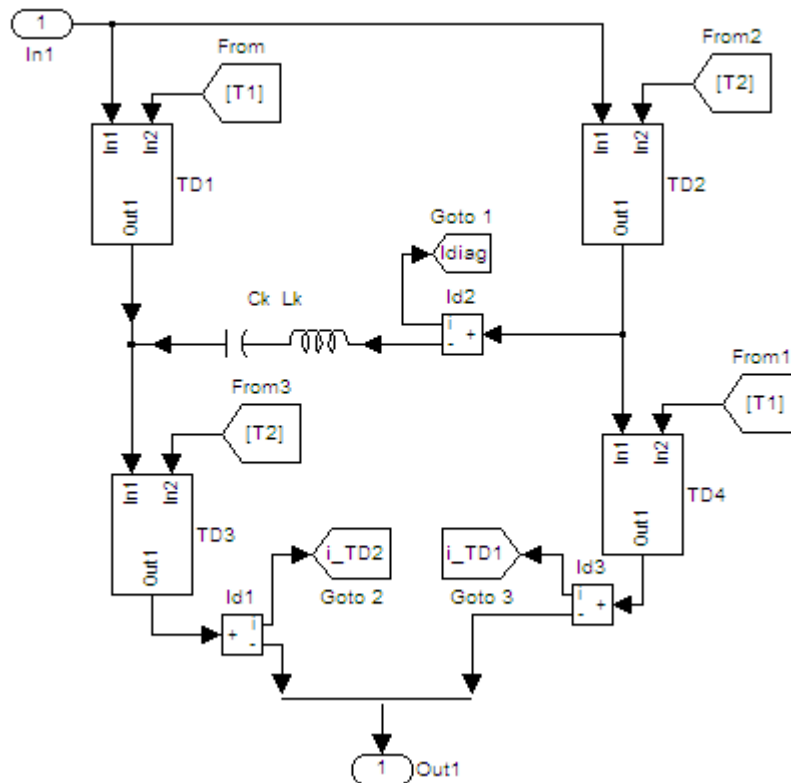 1
In1
From
[T1]
From2
[T2]
In1
In2
Out1
TD1
In1
In2
Out1
TD2
Goto 1
Idiag
Id2
i
-
+
Ck Lk
From3
[T2]
From1
[T1]
In1
In2
Out1
TD3
In1
In2
Out1
TD4
i_TD2
Goto 2
i_TD1
Goto 3
Id1
+
i
-
Id3
i
-
+
1
Out1